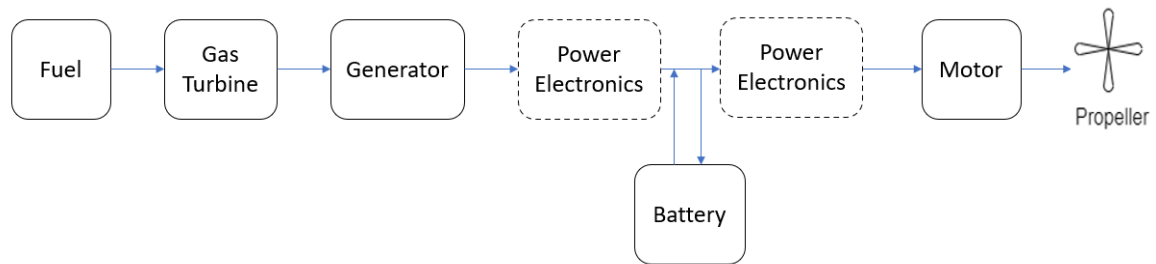 Fuel
Gas
Turbine
Generator
Power
Electronics
Power
Electronics
Motor
Propeller
Battery